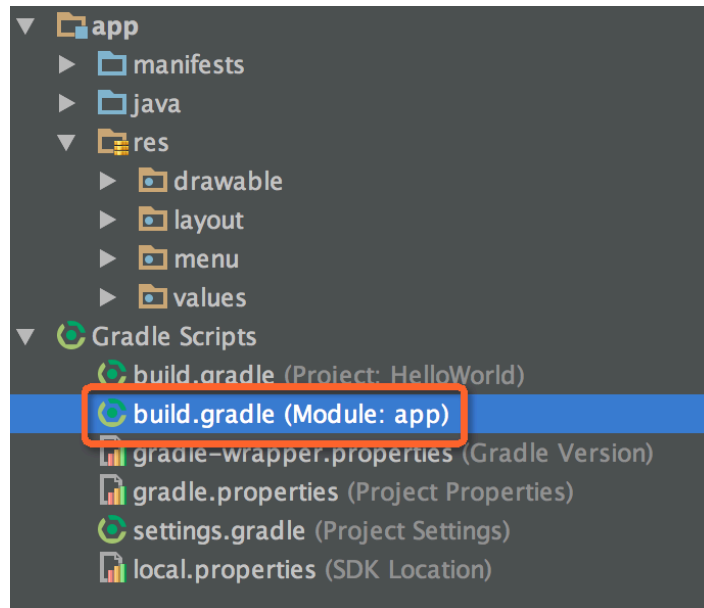 app
manifests
java
res
drawable
layout
menu
values
Gradle Scripts
build.gradle (Project: HelloWorld)
build.gradle (Module: app)
gradle-wrapper.properties (Gradle Version)
gradle.properties (Project Properties)
settings.gradle (Project Settings)
local.properties (SDK Location)